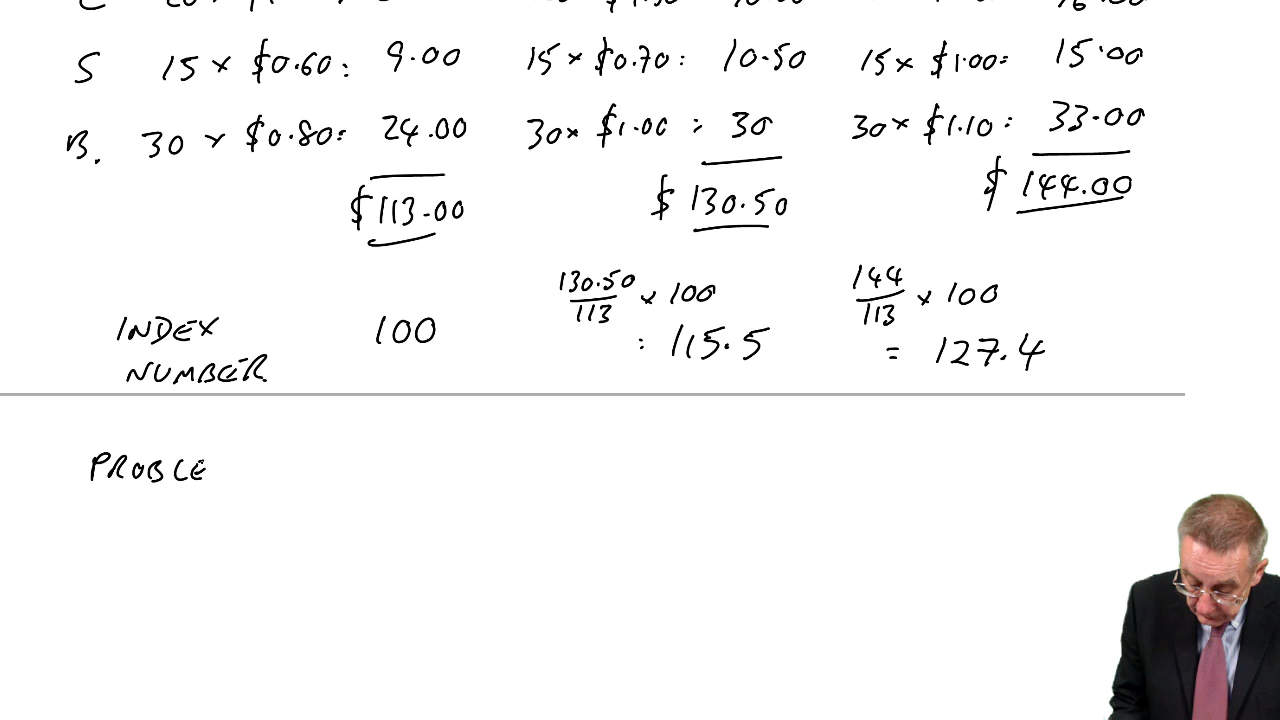 S 15 × $0.60: 9.00 15 × $0.70: 10.50 15 × $1.00= 15.00
B. 30 × $0.80= 24.00 30 × $1.00 = 30 30 × $1.10 = 33.00
$113.00 $ 130.50 $ 144.00
130.50/113 × 100 144/113 × 100
INDEX 100 : 115.5 = 127.4
NUMBER.
PROBLE